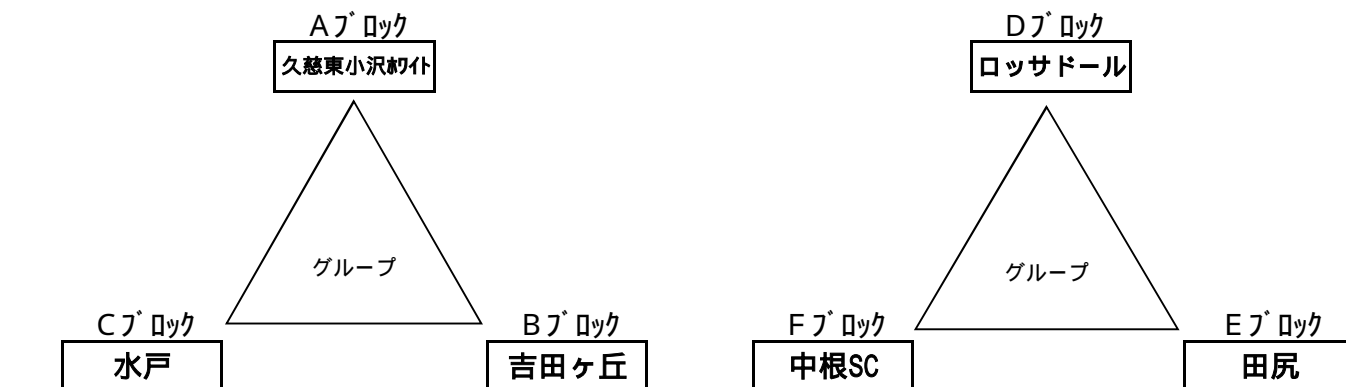 Aﾌﾞﾛｯｸ
久慈東小沢ﾎﾜｲﾄ
グループ
Cﾌﾞﾛｯｸ
水戸
Bﾌﾞﾛｯｸ
吉田ヶ丘
Dﾌﾞﾛｯｸ
ロッサドール
グループ
Fﾌﾞﾛｯｸ
中根SC
Eﾌﾞﾛｯｸ
田尻